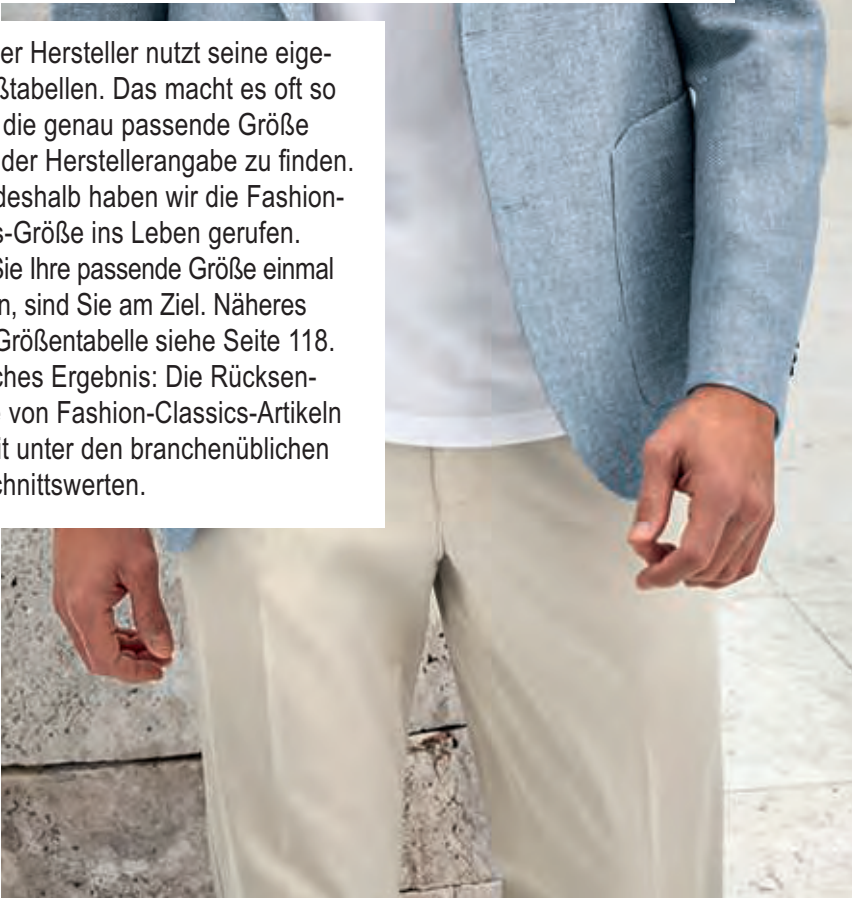 er Hersteller nutzt seine eige-
ßtabellen. Das macht es oft so
die genau passende Größe
der Herstellerangabe zu finden.
deshalb haben wir die Fashion-
s-Größe ins Leben gerufen.
Sie Ihre passende Größe einmal
n, sind Sie am Ziel. Näheres
Größentabelle siehe Seite 118.
ches Ergebnis: Die Rücksen-
von Fashion-Classics-Artikeln
it unter den branchenüblichen
chnittswerten.